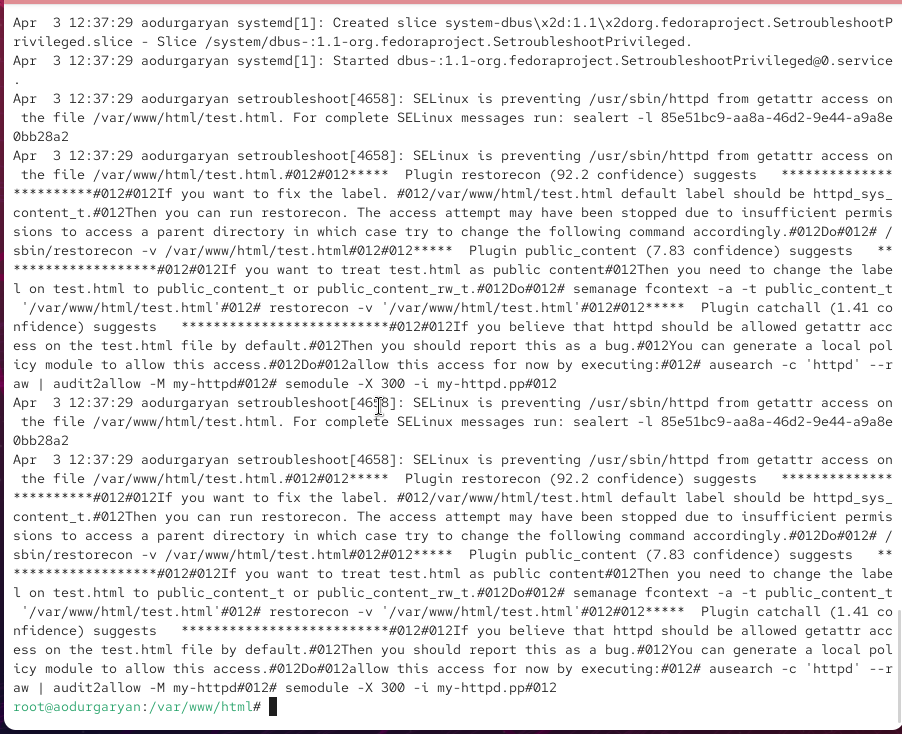 Apr  3 12:37:29 aodurgaryan systemd[1]: Created slice system-dbus\x2d:1.1\x2dorg.fedoraproject.SetroubleshootP
rivileged.slice - Slice /system/dbus-:1.1-org.fedoraproject.SetroubleshootPrivileged.
Apr  3 12:37:29 aodurgaryan systemd[1]: Started dbus-:1.1-org.fedoraproject.SetroubleshootPrivileged@0.service
.
Apr  3 12:37:29 aodurgaryan setroubleshoot[4658]: SELinux is preventing /usr/sbin/httpd from getattr access on
 the file /var/www/html/test.html. For complete SELinux messages run: sealert -l 85e51bc9-aa8a-46d2-9e44-a9a8e
0bb28a2
Apr  3 12:37:29 aodurgaryan setroubleshoot[4658]: SELinux is preventing /usr/sbin/httpd from getattr access on
 the file /var/www/html/test.html.#012#012*****  Plugin restorecon (92.2 confidence) suggests   **************
**********#012#012If you want to fix the label. #012/var/www/html/test.html default label should be httpd_sys_
content_t.#012Then you can run restorecon. The access attempt may have been stopped due to insufficient permis
sions to access a parent directory in which case try to change the following command accordingly.#012Do#012# /
sbin/restorecon -v /var/www/html/test.html#012#012*****  Plugin public_content (7.83 confidence) suggests   **
******************#012#012If you want to treat test.html as public content#012Then you need to change the labe
l on test.html to public_content_t or public_content_rw_t.#012Do#012# semanage fcontext -a -t public_content_t
 '/var/www/html/test.html'#012# restorecon -v '/var/www/html/test.html'#012#012*****  Plugin catchall (1.41 co
nfidence) suggests   **************************#012#012If you believe that httpd should be allowed getattr acc
ess on the test.html file by default.#012Then you should report this as a bug.#012You can generate a local pol
icy module to allow this access.#012Do#012allow this access for now by executing:#012# ausearch -c 'httpd' --r
aw | audit2allow -M my-httpd#012# semodule -X 300 -i my-httpd.pp#012
Apr  3 12:37:29 aodurgaryan setroubleshoot[4658]: SELinux is preventing /usr/sbin/httpd from getattr access on
 the file /var/www/html/test.html. For complete SELinux messages run: sealert -l 85e51bc9-aa8a-46d2-9e44-a9a8e
0bb28a2
Apr  3 12:37:29 aodurgaryan setroubleshoot[4658]: SELinux is preventing /usr/sbin/httpd from getattr access on
 the file /var/www/html/test.html.#012#012*****  Plugin restorecon (92.2 confidence) suggests   **************
**********#012#012If you want to fix the label. #012/var/www/html/test.html default label should be httpd_sys_
content_t.#012Then you can run restorecon. The access attempt may have been stopped due to insufficient permis
sions to access a parent directory in which case try to change the following command accordingly.#012Do#012# /
sbin/restorecon -v /var/www/html/test.html#012#012*****  Plugin public_content (7.83 confidence) suggests   **
******************#012#012If you want to treat test.html as public content#012Then you need to change the labe
l on test.html to public_content_t or public_content_rw_t.#012Do#012# semanage fcontext -a -t public_content_t
 '/var/www/html/test.html'#012# restorecon -v '/var/www/html/test.html'#012#012*****  Plugin catchall (1.41 co
nfidence) suggests   **************************#012#012If you believe that httpd should be allowed getattr acc
ess on the test.html file by default.#012Then you should report this as a bug.#012You can generate a local pol
icy module to allow this access.#012Do#012allow this access for now by executing:#012# ausearch -c 'httpd' --r
aw | audit2allow -M my-httpd#012# semodule -X 300 -i my-httpd.pp#012
root@aodurgaryan:/var/www/html#